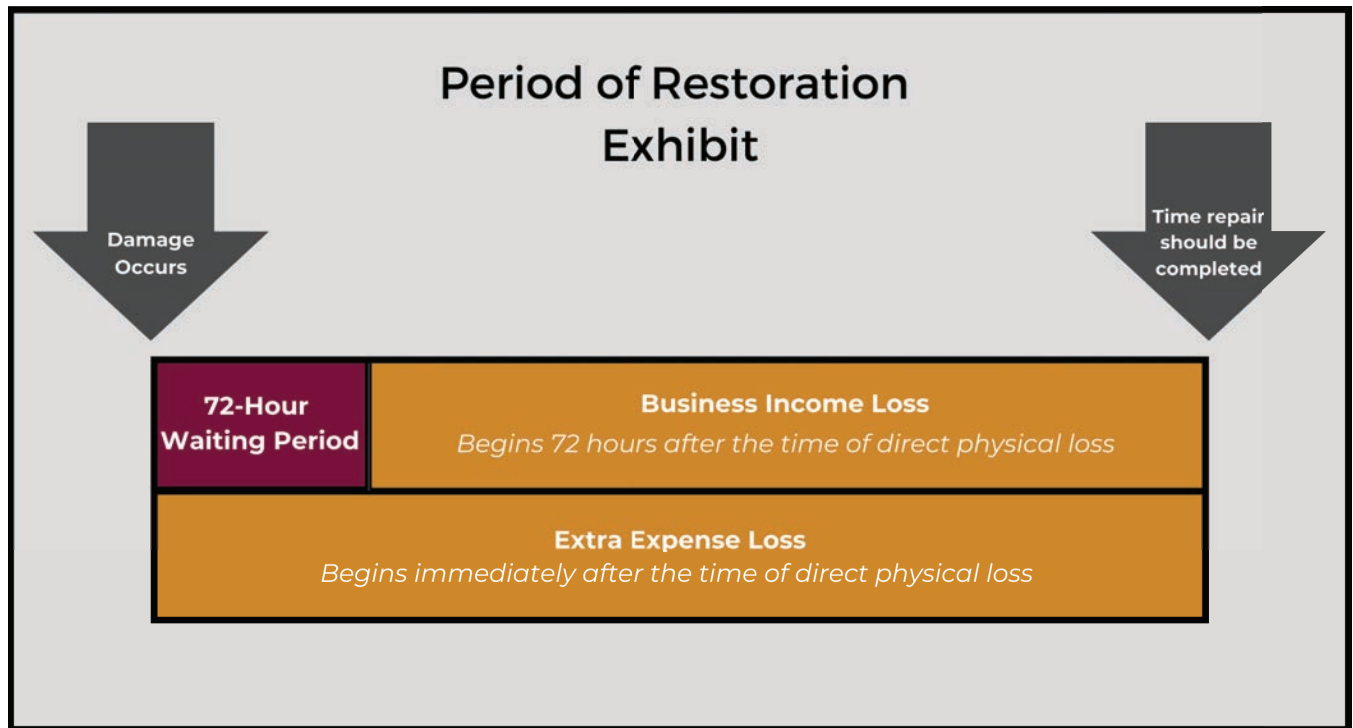 Period of Restoration
Exhibit
Damage
Occurs
Time repair
should be
completed
72-Hour
Waiting Period
Business Income Loss
Begins 72 hours after the time of direct physical loss
Extra Expense Loss
Begins immediately after the time of direct physical loss